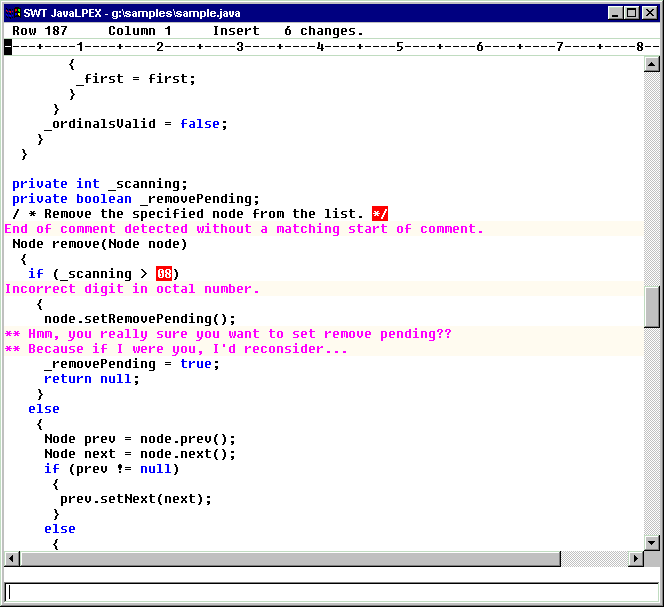 SWT JavaLPEX - g:\samples\sample.java
Row 187 Column 1 Insert 6 changes.
----+----1----+----2----+----3----+----4----+----5----+----6----+----7----+----8--
{
_first = first;
}
}
_ordinalsValid = false;
}
}
private int _scanning;
private boolean _removePending;
/ * Remove the specified node from the list. */
End of comment detected without a matching start of comment.
Node remove(Node node)
{
if (_scanning > 08)
Incorrect digit in octal number.
{
node.setRemovePending();
** Hmm, you really sure you want to set remove pending??
** Because if I were you, I'd reconsider...
_removePending = true;
return null;
}
else
{
Node prev = node.prev();
Node next = node.next();
if (prev != null)
{
prev.setNext(next);
}
else
{